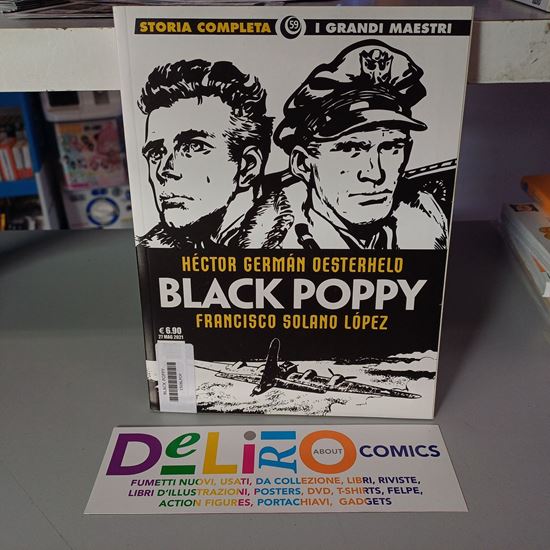 STORIA COMPLETA 59 I GRANDI MAESTRI
HÉCTOR GERMÁN OESTERHELD
BLACK POPPY
FRANCISCO SOLANO LÓPEZ
€ 6.90
27 MAG 2021
BLACK POPPY
DeLiRiO ABOUT COMICS
FUMETTI NUOVI, USATI, DA COLLEZIONE, LIBRI, RIVISTE,
LIBRI D'ILLUSTRAZIONI, POSTERS, DVD, T-SHIRTS, FELPE,
ACTION FIGURES, PORTACHIAVI, GADGETS